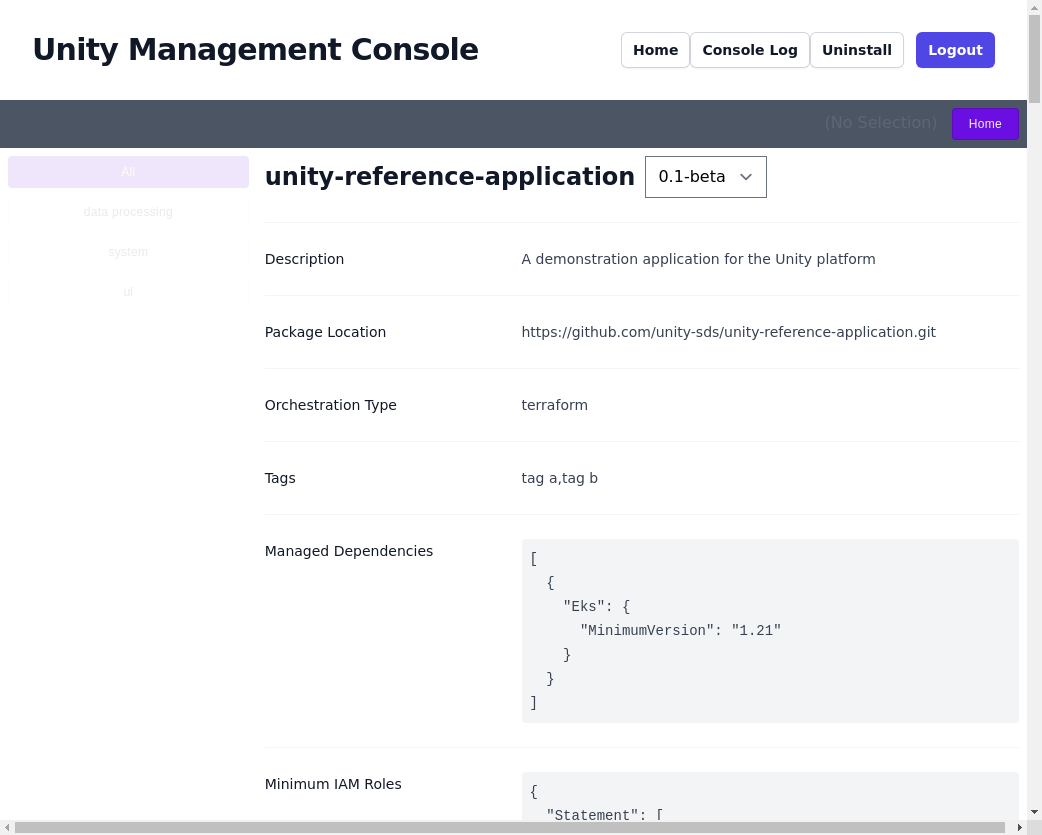 Unity Management Console
Home
Console Log
Uninstall
Logout
(No Selection)
Home
All
data processing
system
ui
unity-reference-application
0.1-beta
Description
A demonstration application for the Unity platform
Package Location
https://github.com/unity-sds/unity-reference-application.git
Orchestration Type
terraform
Tags
tag a,tag b
Managed Dependencies
[
  {
    "Eks": {
      "MinimumVersion": "1.21"
    }
  }
]
Minimum IAM Roles
{
  "Statement": [